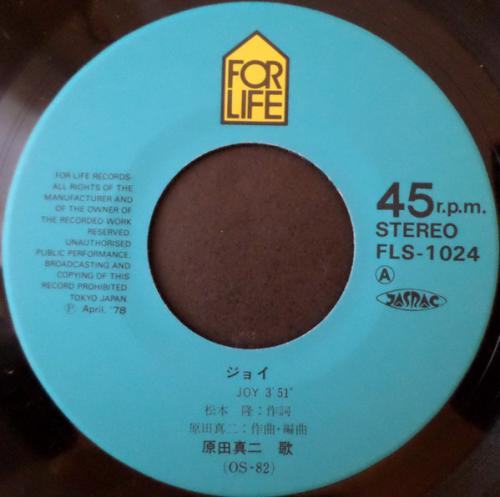 FOR
LIFE
FOR LIFE RECORDS·
ALL RIGHTS OF THE
MANUFACTURER AND
OF THE OWNER OF
THE RECORDED WORK
RESERVED.
UNAUTHORISED
PUBLIC PERFORMANCE,
BROADCASTING AND
COPYING OF THIS
RECORD PROHIBITED
TOKYO JAPAN.
Ⓟ April, '78
45r.p.m.
STEREO
FLS-1024
Ⓐ
JASRAC
ジョイ
JOY 3′51″
松本 隆：作詞
原田真二：作曲・編曲
原田真二 歌
(OS-82)